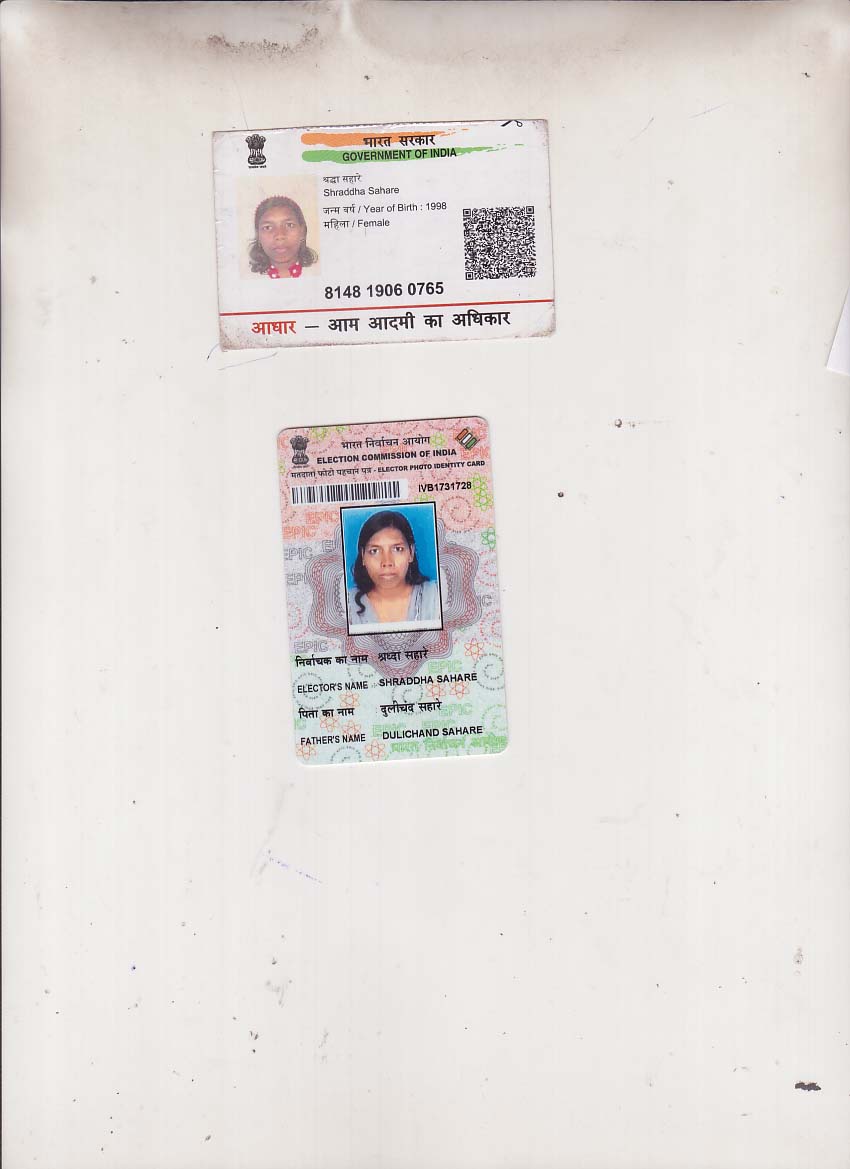 भारत सरकार
GOVERNMENT OF INDIA
श्रद्धा सहारे
Shraddha Sahare
जन्म वर्ष / Year of Birth : 1998
महिला / Female
8148 1906 0765
आधार – आम आदमी का अधिकार
भारत निर्वाचन आयोग
ELECTION COMMISSION OF INDIA
मतदाता फोटो पहचान पत्र - ELECTOR PHOTO IDENTITY CARD
IVB1731728
निर्वाचक का नाम श्रध्दा सहारे
ELECTOR'S NAME SHRADDHA SAHARE
पिता का नाम दुलीचंद सहारे
FATHER'S NAME DULICHAND SAHARE